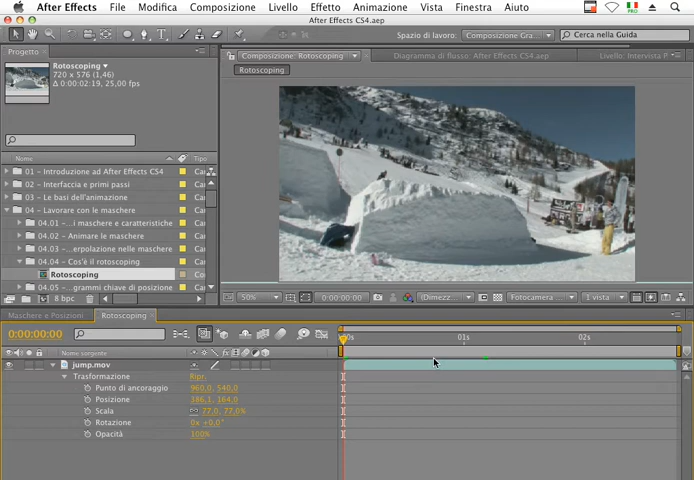 After Effects File Modifica Composizione Livello Effetto Animazione Vista Finestra Aiuto
After Effects CS4.aep
Spazio di lavoro: Composizione Gra... Cerca nella Guida
Progetto
Composizione: Rotoscoping
Diagramma di flusso: After Effects CS4.aep
Livello: Intervista P
Rotoscoping
Rotoscoping
720 x 576 (1,46)
Δ 0:00:02:19, 25,00 fps
Nome Tipo
01 - Introduzione ad After Effects CS4
02 - Interfaccia e primi passi
03 - Le basi dell'animazione
04 - Lavorare con le maschere
04.01 -...i maschere e caratteristiche
04.02 - Animare le maschere
04.03 -...erpolazione nelle maschere
04.04 - Cos'è il rotoscoping
Rotoscoping
04.05 -...grammi chiave di posizione
8 bpc
50% 0:00:00:00 (Dimez... Fotocamera ... 1 vista
Maschere e Posizioni Rotoscoping
0:00:00:00
01s 02s
Nome sorgente
jump.mov
Trasformazione Ripr.
Punto di ancoraggio 960,0, 540,0
Posizione 386,1, 184,0
Scala 77,0, 77,0%
Rotazione 0x +0,0°
Opacità 100%